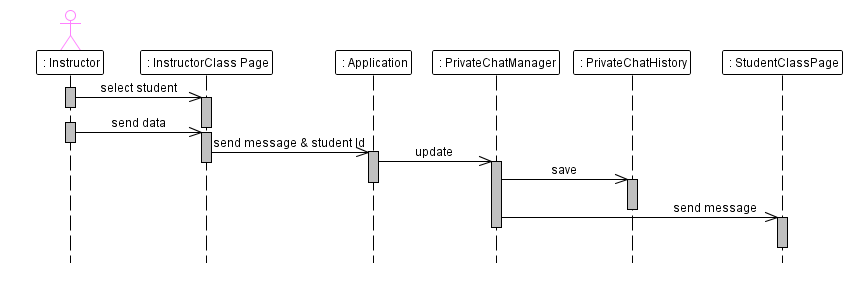 : Instructor
: InstructorClass Page
: Application
: PrivateChatManager
: PrivateChatHistory
: StudentClassPage
select student
send data
send message & student Id
update
save
send message